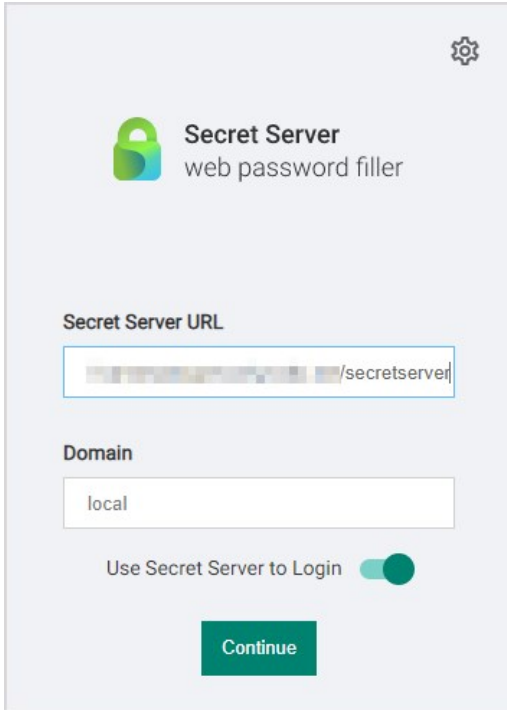 Secret Server
web password filler
Secret Server URL
/secretserver
Domain
local
Use Secret Server to Login
Continue